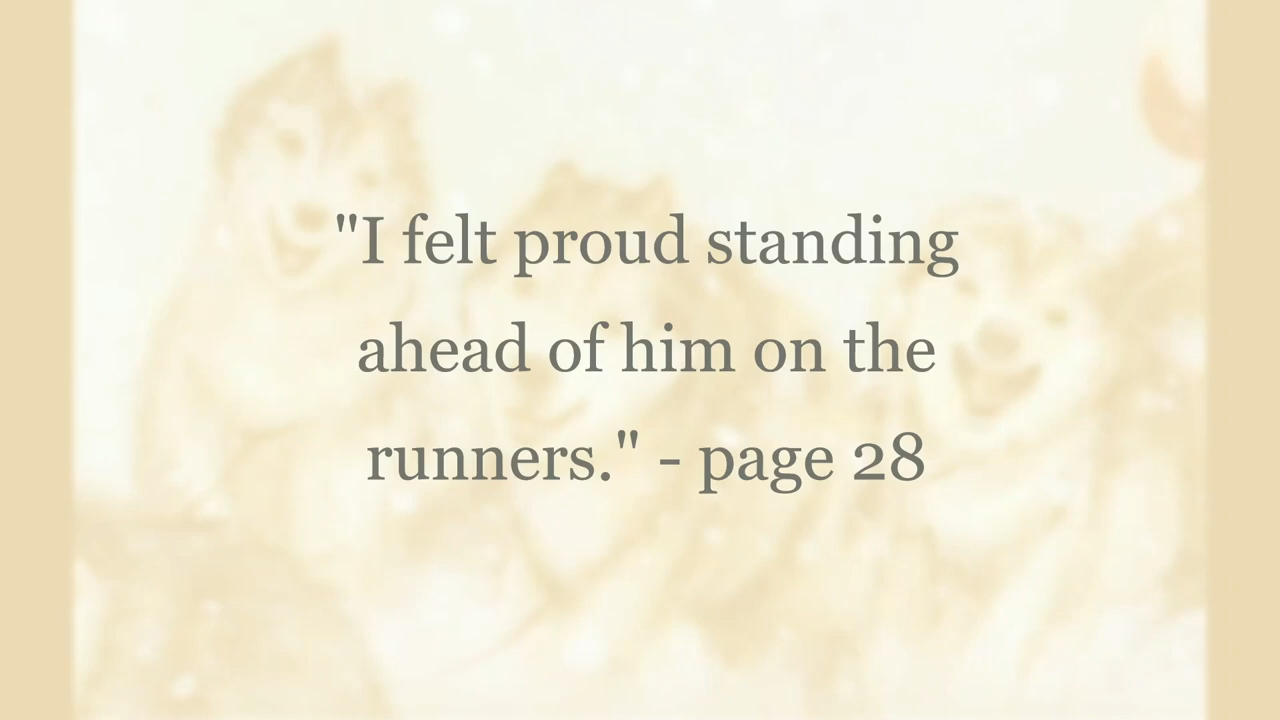 "I felt proud standing
ahead of him on the
runners." - page 28